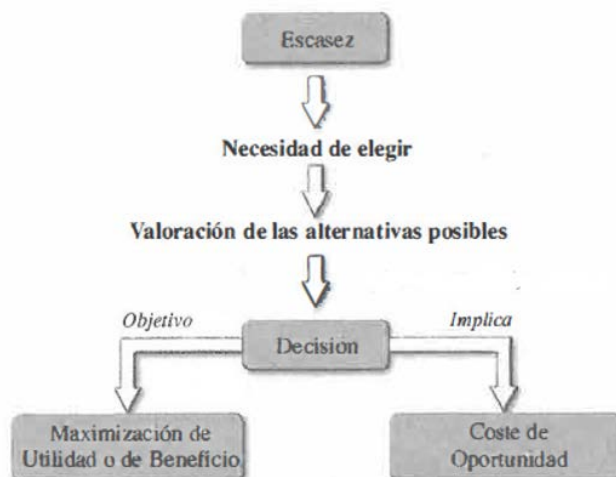 Escasez
Necesidad de elegir
Valoración de las alternativas posibles
Objetivo
Implica
Decision
Maximización de
Utilidad o de Beneficio
Coste de
Oportunidad